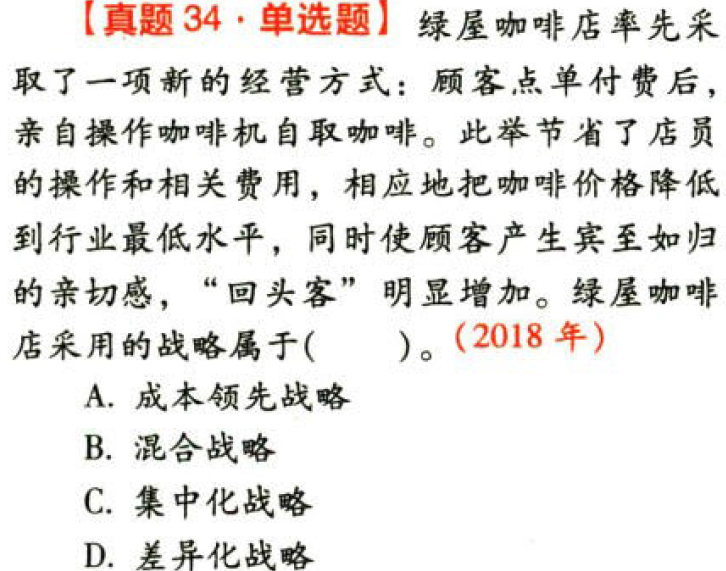 【真题 34·单选题】 绿屋咖啡店率先采
取了一项新的经营方式：顾客点单付费后，
亲自操作咖啡机自取咖啡。此举节省了店员
的操作和相关费用，相应地把咖啡价格降低
到行业最低水平，同时使顾客产生宾至如归
的亲切感，“回头客”明显增加。绿屋咖啡
店采用的战略属于(　　)。（2018 年）
A. 成本领先战略
B. 混合战略
C. 集中化战略
D. 差异化战略